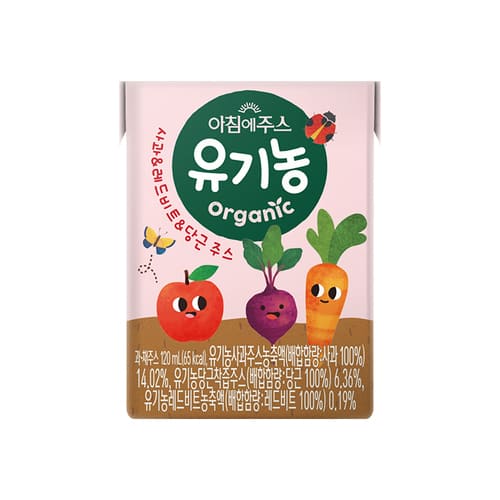 아침에주스
유기농
organic
사과&레드비트&당근 주스
과·채주스 120 mL(65 kcal), 유기농사과주스농축액(배합함량:사과 100%)
14.02%, 유기농당근착즙주스(배합함량:당근 100%) 6.36%,
유기농레드비트농축액(배합함량:레드비트 100%) 0.19%